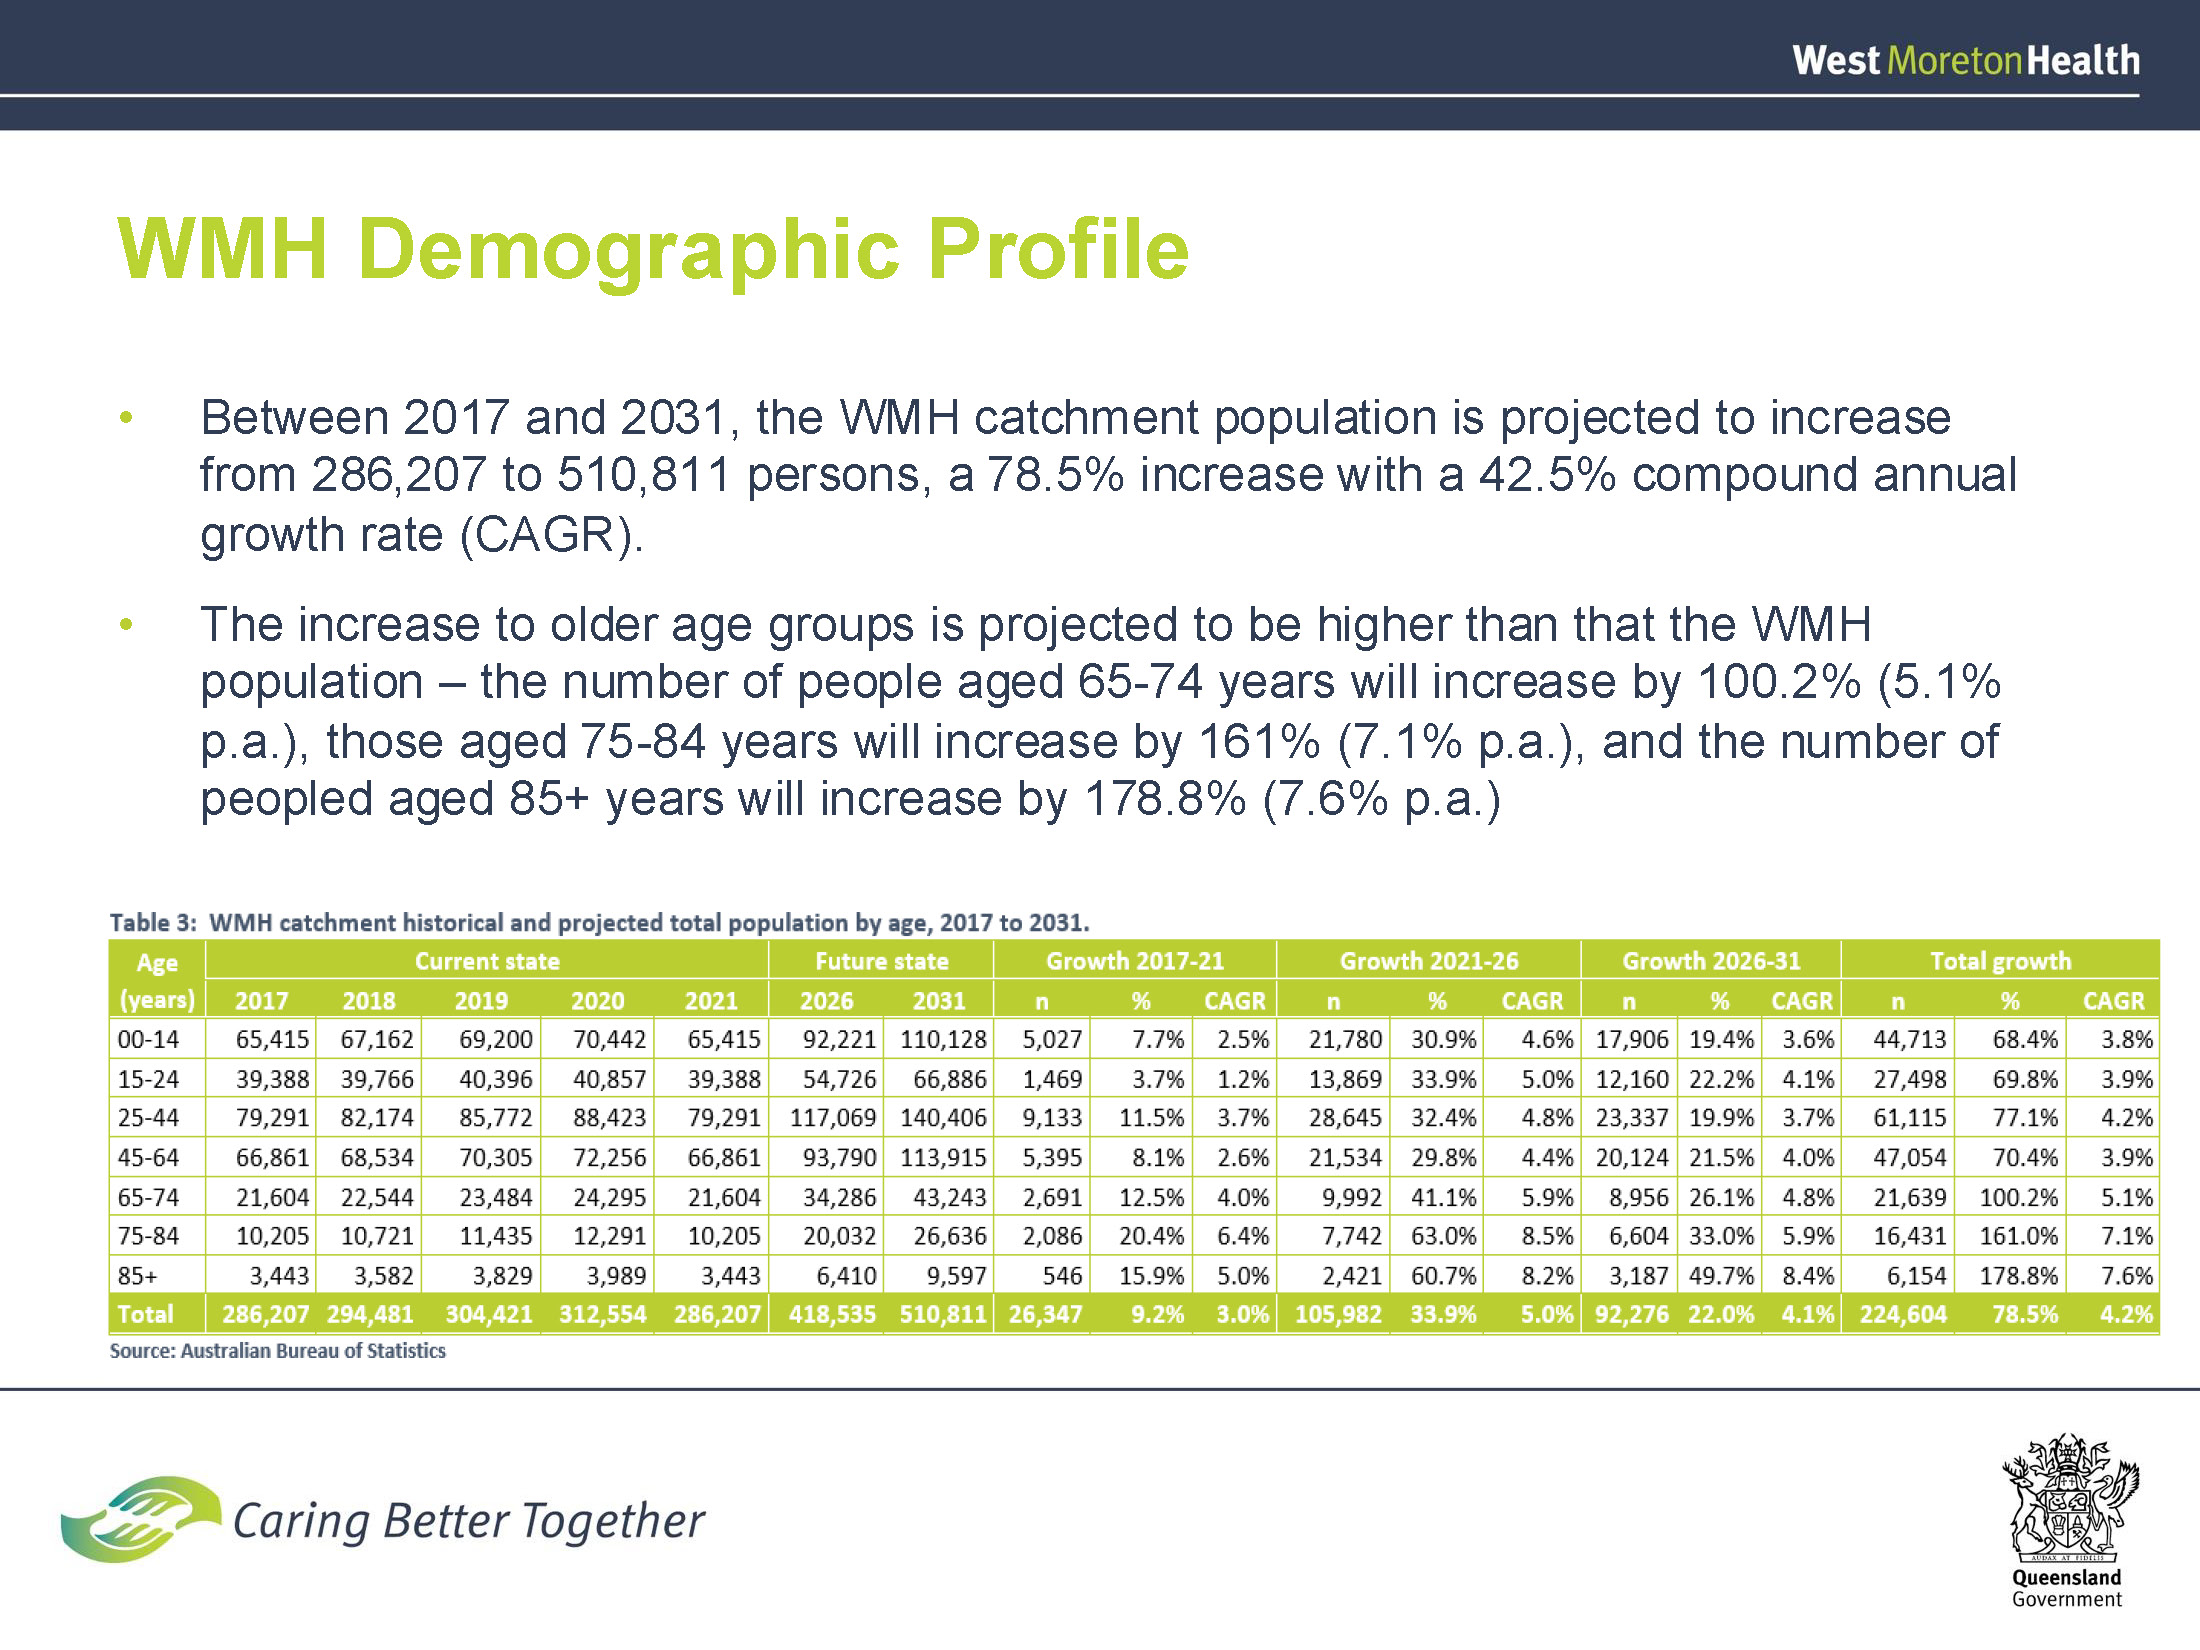 West Moreton Health
WMH Demographic Profile
• Between 2017 and 2031, the WMH catchment population is projected to increase
from 286,207 to 510,811 persons, a 78.5% increase with a 42.5% compound annual
growth rate (CAGR).
• The increase to older age groups is projected to be higher than that the WMH
population – the number of people aged 65-74 years will increase by 100.2% (5.1%
p.a.), those aged 75-84 years will increase by 161% (7.1% p.a.), and the number of
peopled aged 85+ years will increase by 178.8% (7.6% p.a.)
Table 3: WMH catchment historical and projected total population by age, 2017 to 2031.
Age Current state Future state Growth 2017-21 Growth 2021-26 Growth 2026-31 Total growth
(years) 2017 2018 2019 2020 2021 2026 2031 n % CAGR n % CAGR n % CAGR n % CAGR
00-14 65,415 67,162 69,200 70,442 65,415 92,221 110,128 5,027 7.7% 2.5% 21,780 30.9% 4.6% 17,906 19.4% 3.6% 44,713 68.4% 3.8%
15-24 39,388 39,766 40,396 40,857 39,388 54,726 66,886 1,469 3.7% 1.2% 13,869 33.9% 5.0% 12,160 22.2% 4.1% 27,498 69.8% 3.9%
25-44 79,291 82,174 85,772 88,423 79,291 117,069 140,406 9,133 11.5% 3.7% 28,645 32.4% 4.8% 23,337 19.9% 3.7% 61,115 77.1% 4.2%
45-64 66,861 68,534 70,305 72,256 66,861 93,790 113,915 5,395 8.1% 2.6% 21,534 29.8% 4.4% 20,124 21.5% 4.0% 47,054 70.4% 3.9%
65-74 21,604 22,544 23,484 24,295 21,604 34,286 43,243 2,691 12.5% 4.0% 9,992 41.1% 5.9% 8,956 26.1% 4.8% 21,639 100.2% 5.1%
75-84 10,205 10,721 11,435 12,291 10,205 20,032 26,636 2,086 20.4% 6.4% 7,742 63.0% 8.5% 6,604 33.0% 5.9% 16,431 161.0% 7.1%
85+ 3,443 3,582 3,829 3,989 3,443 6,410 9,597 546 15.9% 5.0% 2,421 60.7% 8.2% 3,187 49.7% 8.4% 6,154 178.8% 7.6%
Total 286,207 294,481 304,421 312,554 286,207 418,535 510,811 26,347 9.2% 3.0% 105,982 33.9% 5.0% 92,276 22.0% 4.1% 224,604 78.5% 4.2%
Source: Australian Bureau of Statistics
Caring Better Together
AUDAX AT FIDELIS
Queensland
Government